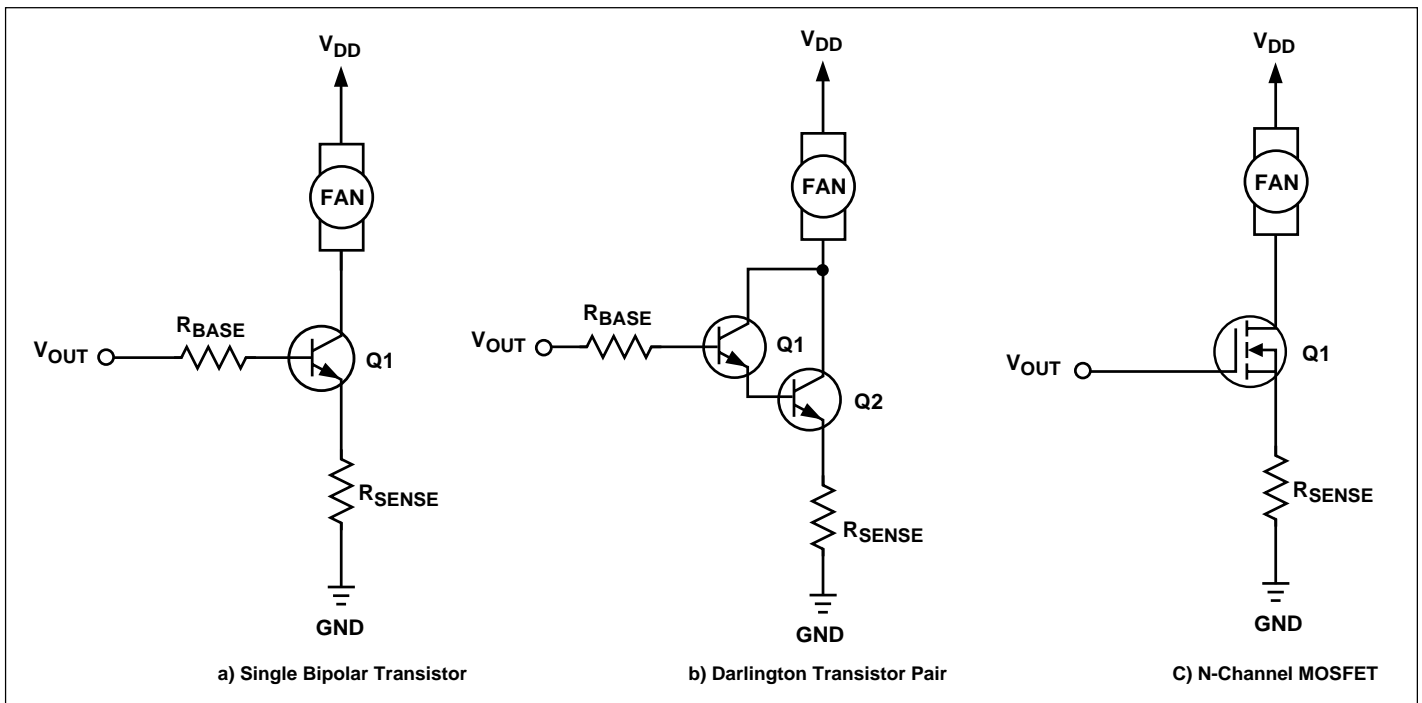 VDD
FAN
RBASE
VOUT
Q1
RSENSE
GND
a) Single Bipolar Transistor
VDD
FAN
RBASE
VOUT
Q1
Q2
RSENSE
GND
b) Darlington Transistor Pair
VDD
FAN
VOUT
Q1
RSENSE
GND
C) N-Channel MOSFET